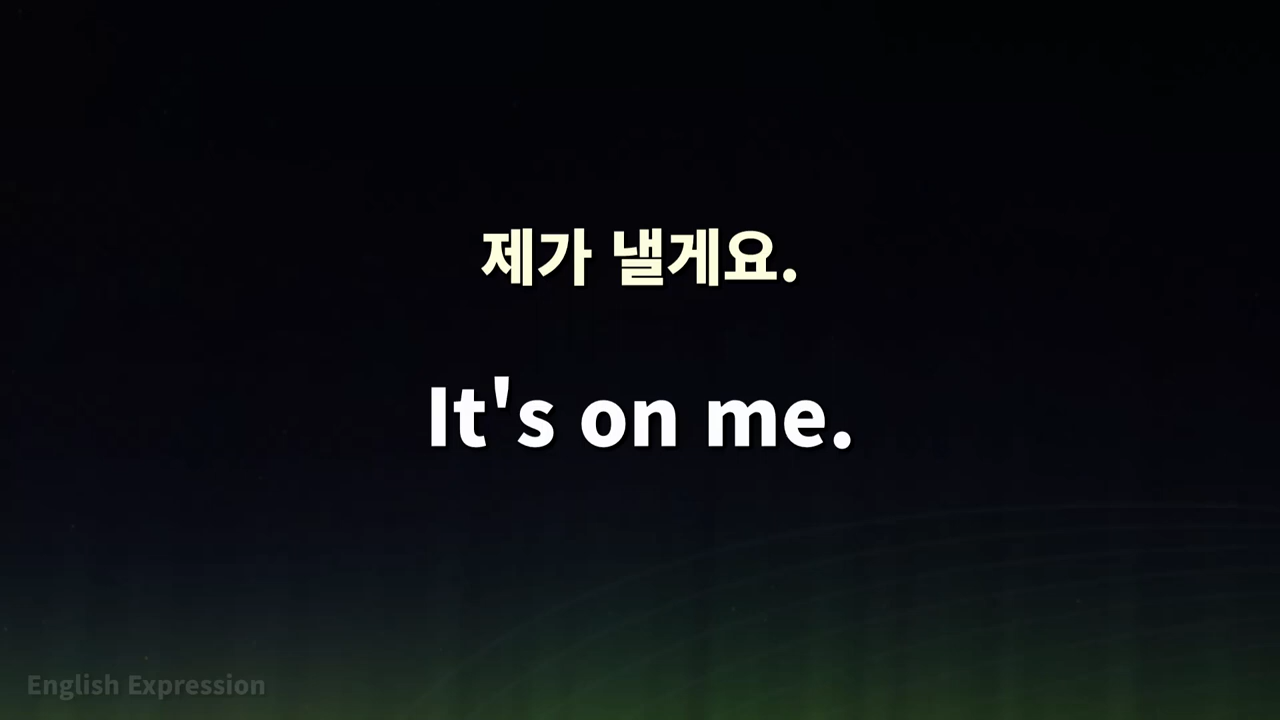 제가 낼게요.
It's on me.
English Expression